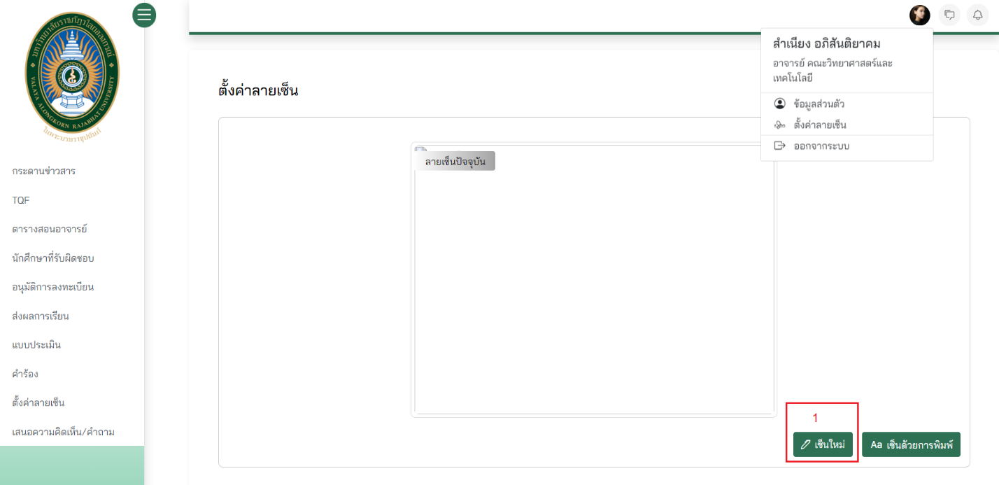 มหาวิทยาลัยราชภัฏวไลยอลงกรณ์
VALAYA ALONGKORN RAJABHAT UNIVERSITY
ในพระบรมราชูปถัมภ์
กระดานข่าวสาร
TQF
ตารางสอนอาจารย์
นักศึกษาที่รับผิดชอบ
อนุมัติการลงทะเบียน
ส่งผลการเรียน
แบบประเมิน
คำร้อง
ตั้งค่าลายเซ็น
เสนอความคิดเห็น/คำถาม
สำเนียง อภิสันติยาคม
อาจารย์ คณะวิทยาศาสตร์และ
เทคโนโลยี
ข้อมูลส่วนตัว
ตั้งค่าลายเซ็น
ออกจากระบบ
ตั้งค่าลายเซ็น
ลายเซ็นปัจจุบัน
1
เซ็นใหม่
Aa เซ็นด้วยการพิมพ์